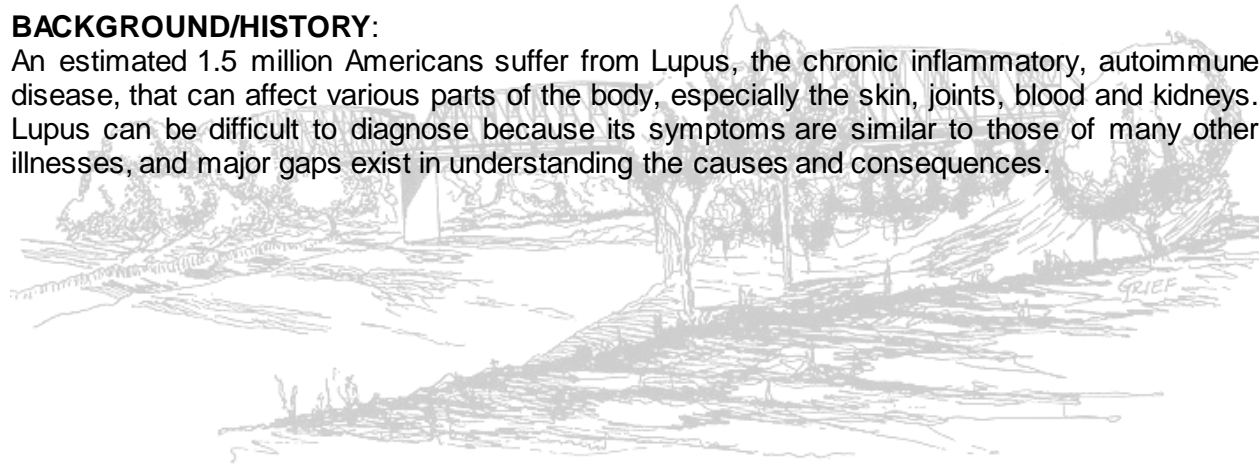 BACKGROUND/HISTORY:
An estimated 1.5 million Americans suffer from Lupus, the chronic inflammatory, autoimmune
disease, that can affect various parts of the body, especially the skin, joints, blood and kidneys.
Lupus can be difficult to diagnose because its symptoms are similar to those of many other
illnesses, and major gaps exist in understanding the causes and consequences.
GRIEF